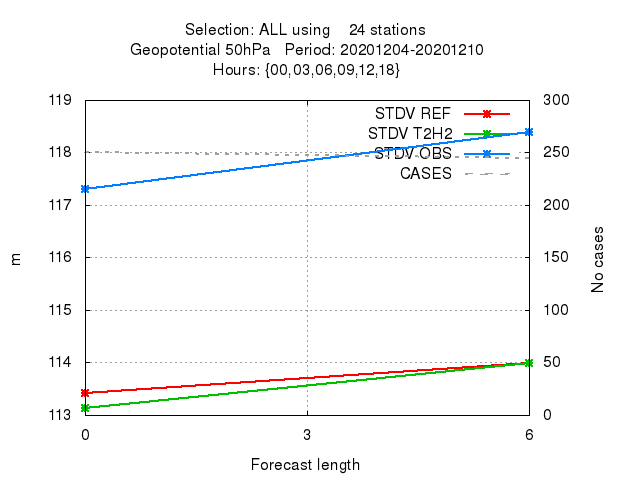 Selection: ALL using    24 stations
Geopotential 50hPa   Period: 20201204-20201210
Hours: {00,03,06,09,12,18}
119 300
STDV REF
STDV T2H2
118 STDV OBS 250
CASES
117 200
116 150
115 100
114 50
113 0
m
No cases
0 3 6
Forecast length